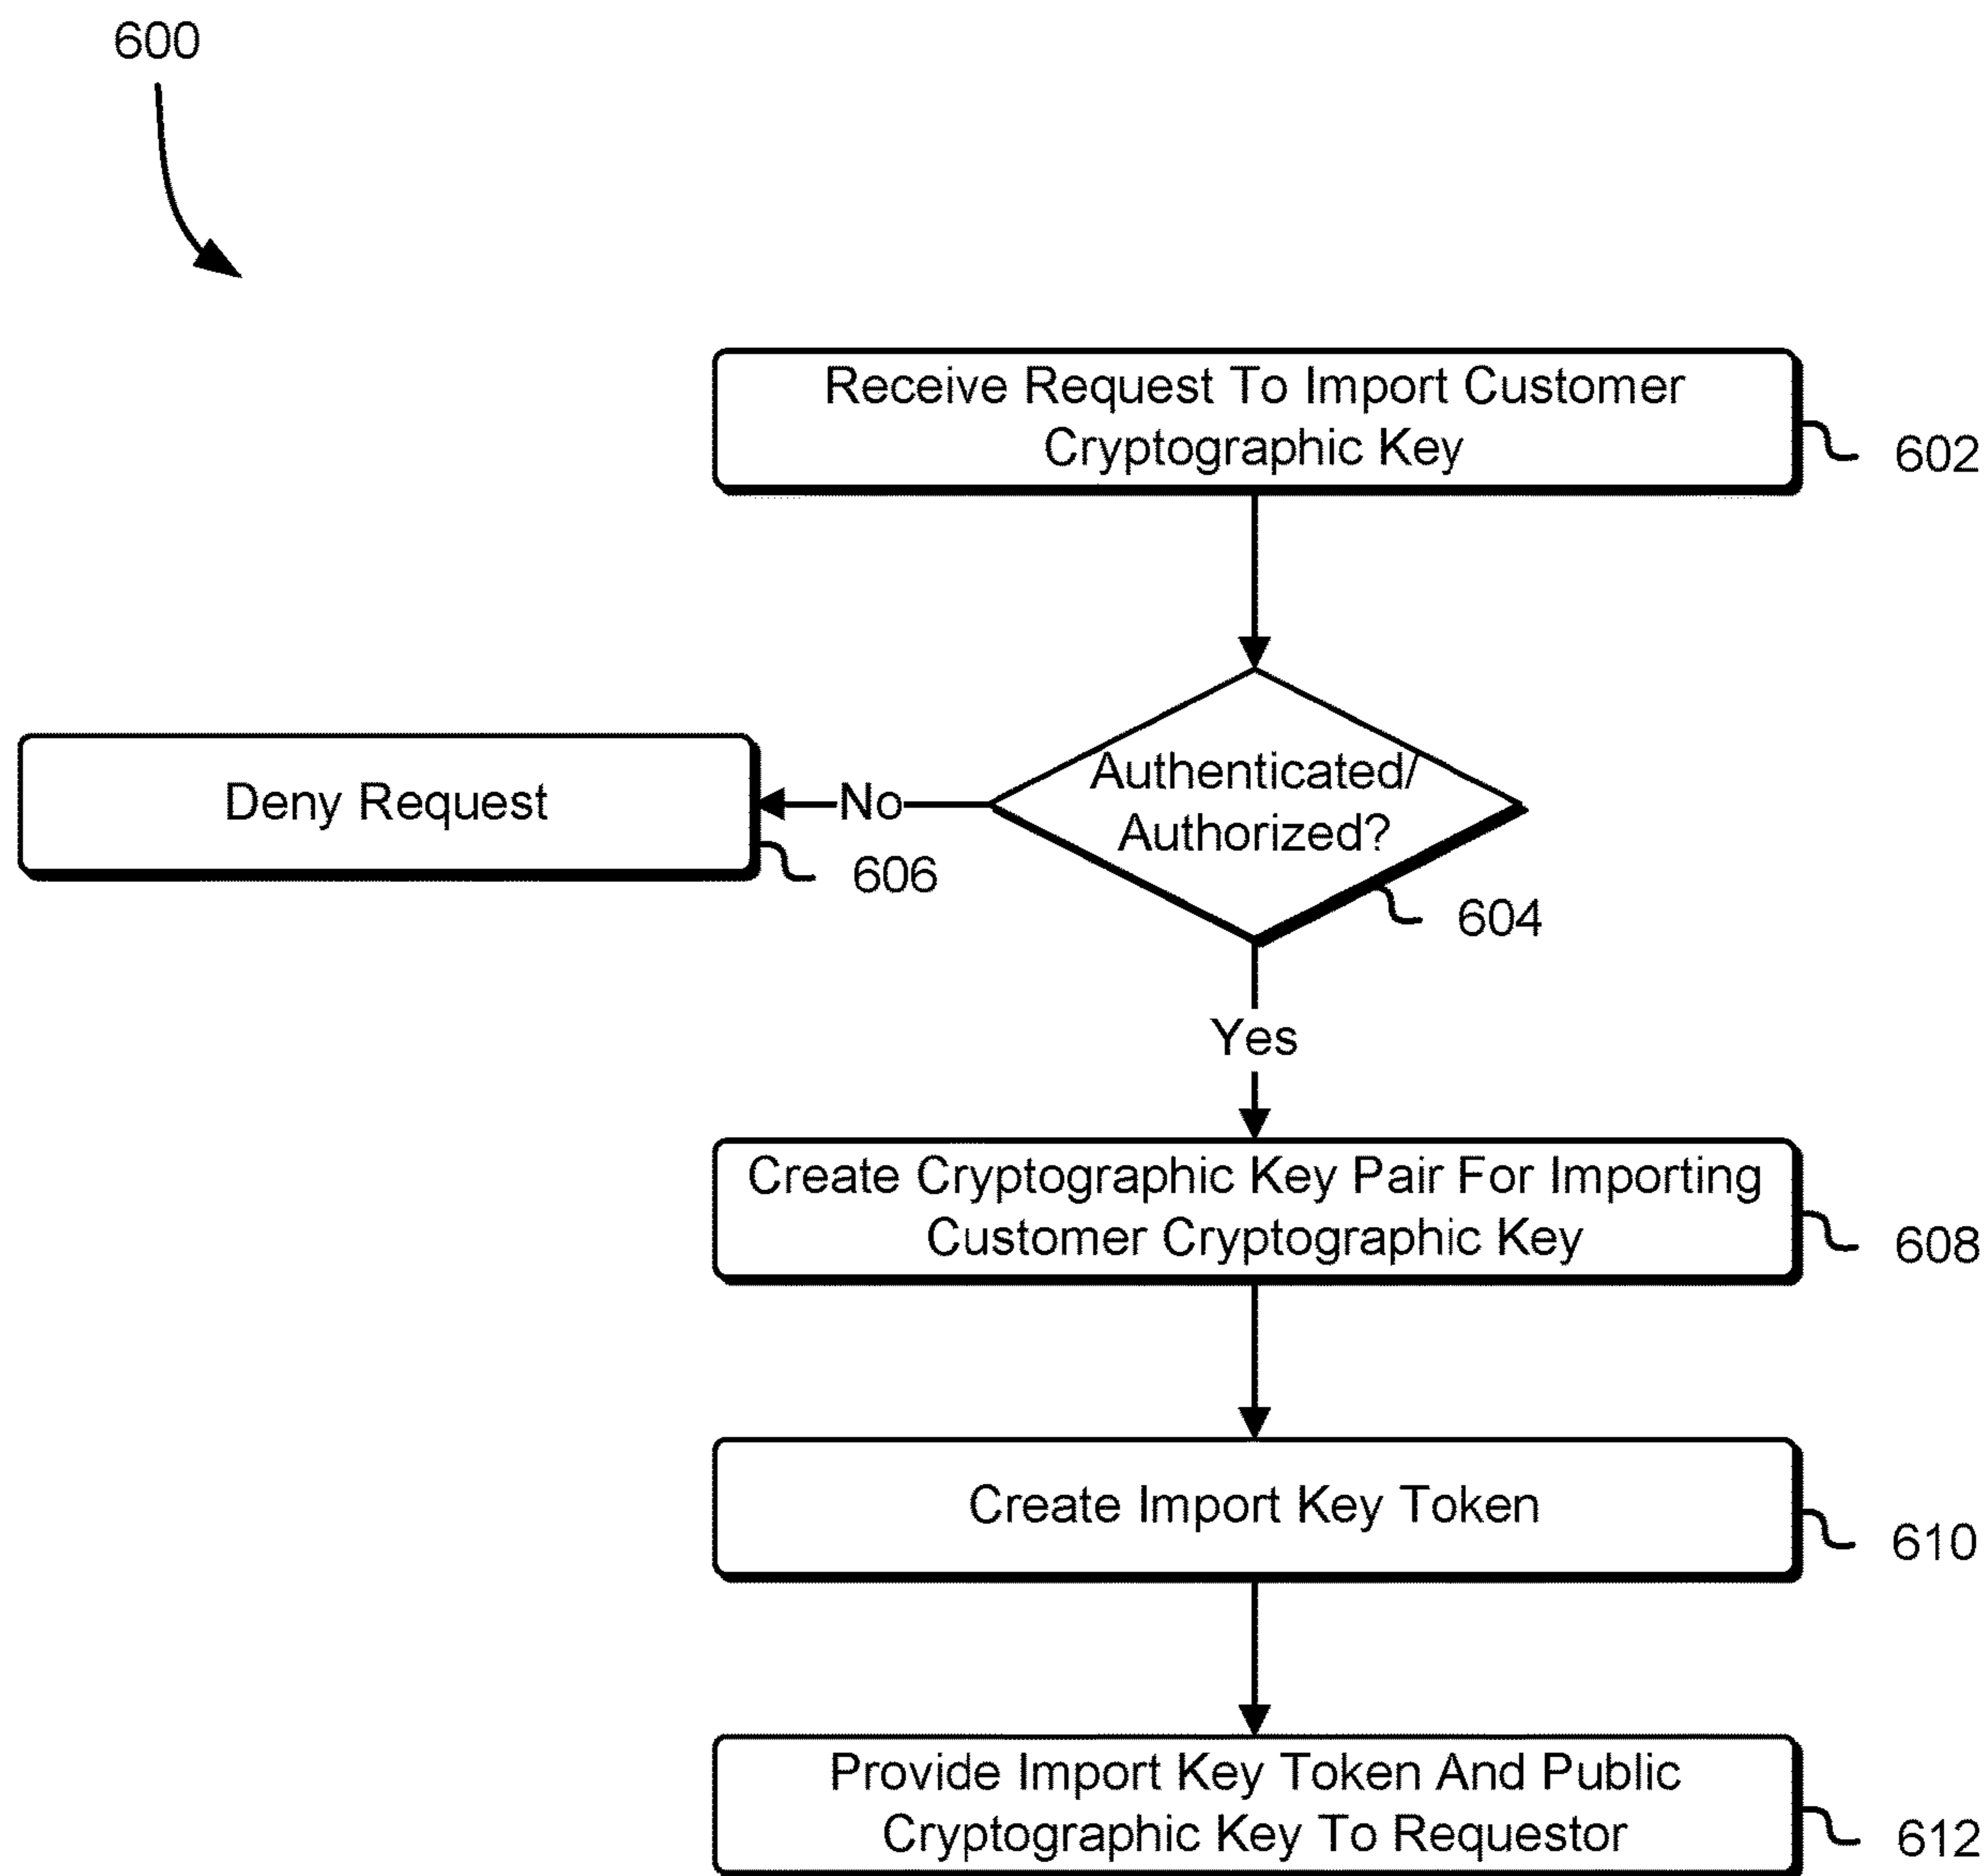 600
Receive Request To Import Customer
Cryptographic Key
602
Authenticated/
Authorized?
604
No
Deny Request
606
Yes
Create Cryptographic Key Pair For Importing
Customer Cryptographic Key
608
Create Import Key Token
610
Provide Import Key Token And Public
Cryptographic Key To Requestor
612